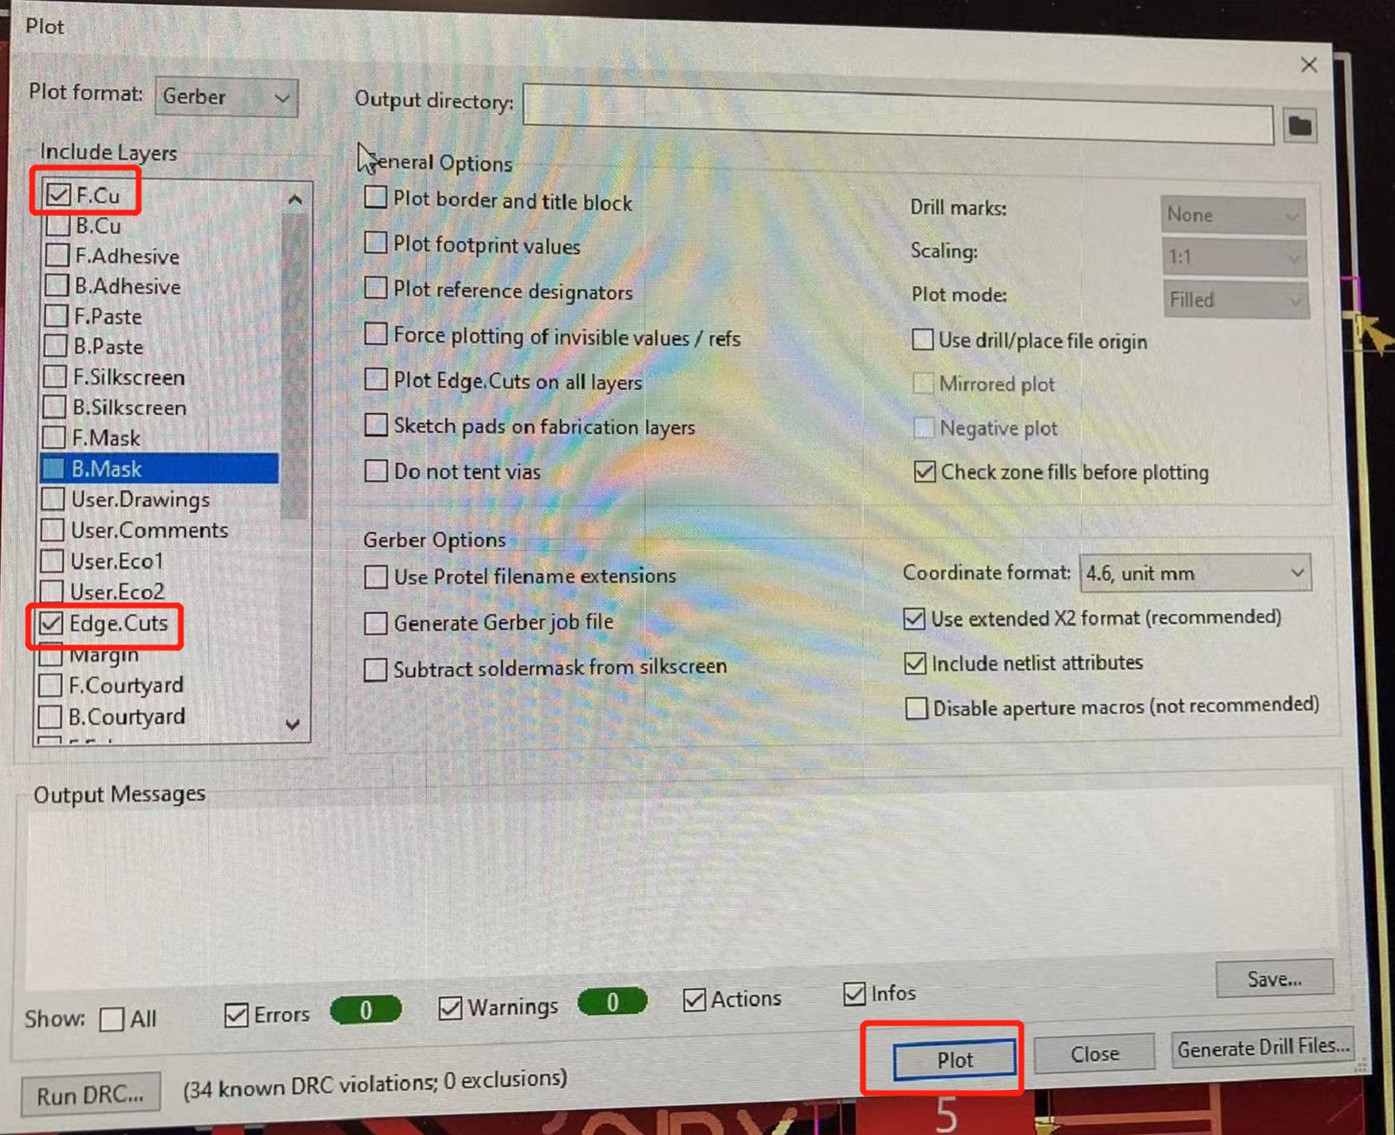 Plot
Plot format: Gerber
Output directory:
Include Layers
F.Cu
B.Cu
F.Adhesive
B.Adhesive
F.Paste
B.Paste
F.Silkscreen
B.Silkscreen
F.Mask
B.Mask
User.Drawings
User.Comments
User.Eco1
User.Eco2
Edge.Cuts
Margin
F.Courtyard
B.Courtyard
General Options
Plot border and title block
Plot footprint values
Plot reference designators
Force plotting of invisible values / refs
Plot Edge.Cuts on all layers
Sketch pads on fabrication layers
Do not tent vias
Drill marks: None
Scaling: 1:1
Plot mode: Filled
Use drill/place file origin
Mirrored plot
Negative plot
Check zone fills before plotting
Gerber Options
Use Protel filename extensions
Generate Gerber job file
Subtract soldermask from silkscreen
Coordinate format: 4.6, unit mm
Use extended X2 format (recommended)
Include netlist attributes
Disable aperture macros (not recommended)
Output Messages
Show: All Errors 0 Warnings 0 Actions Infos Save...
Run DRC... (34 known DRC violations; 0 exclusions) Plot Close Generate Drill Files...
5